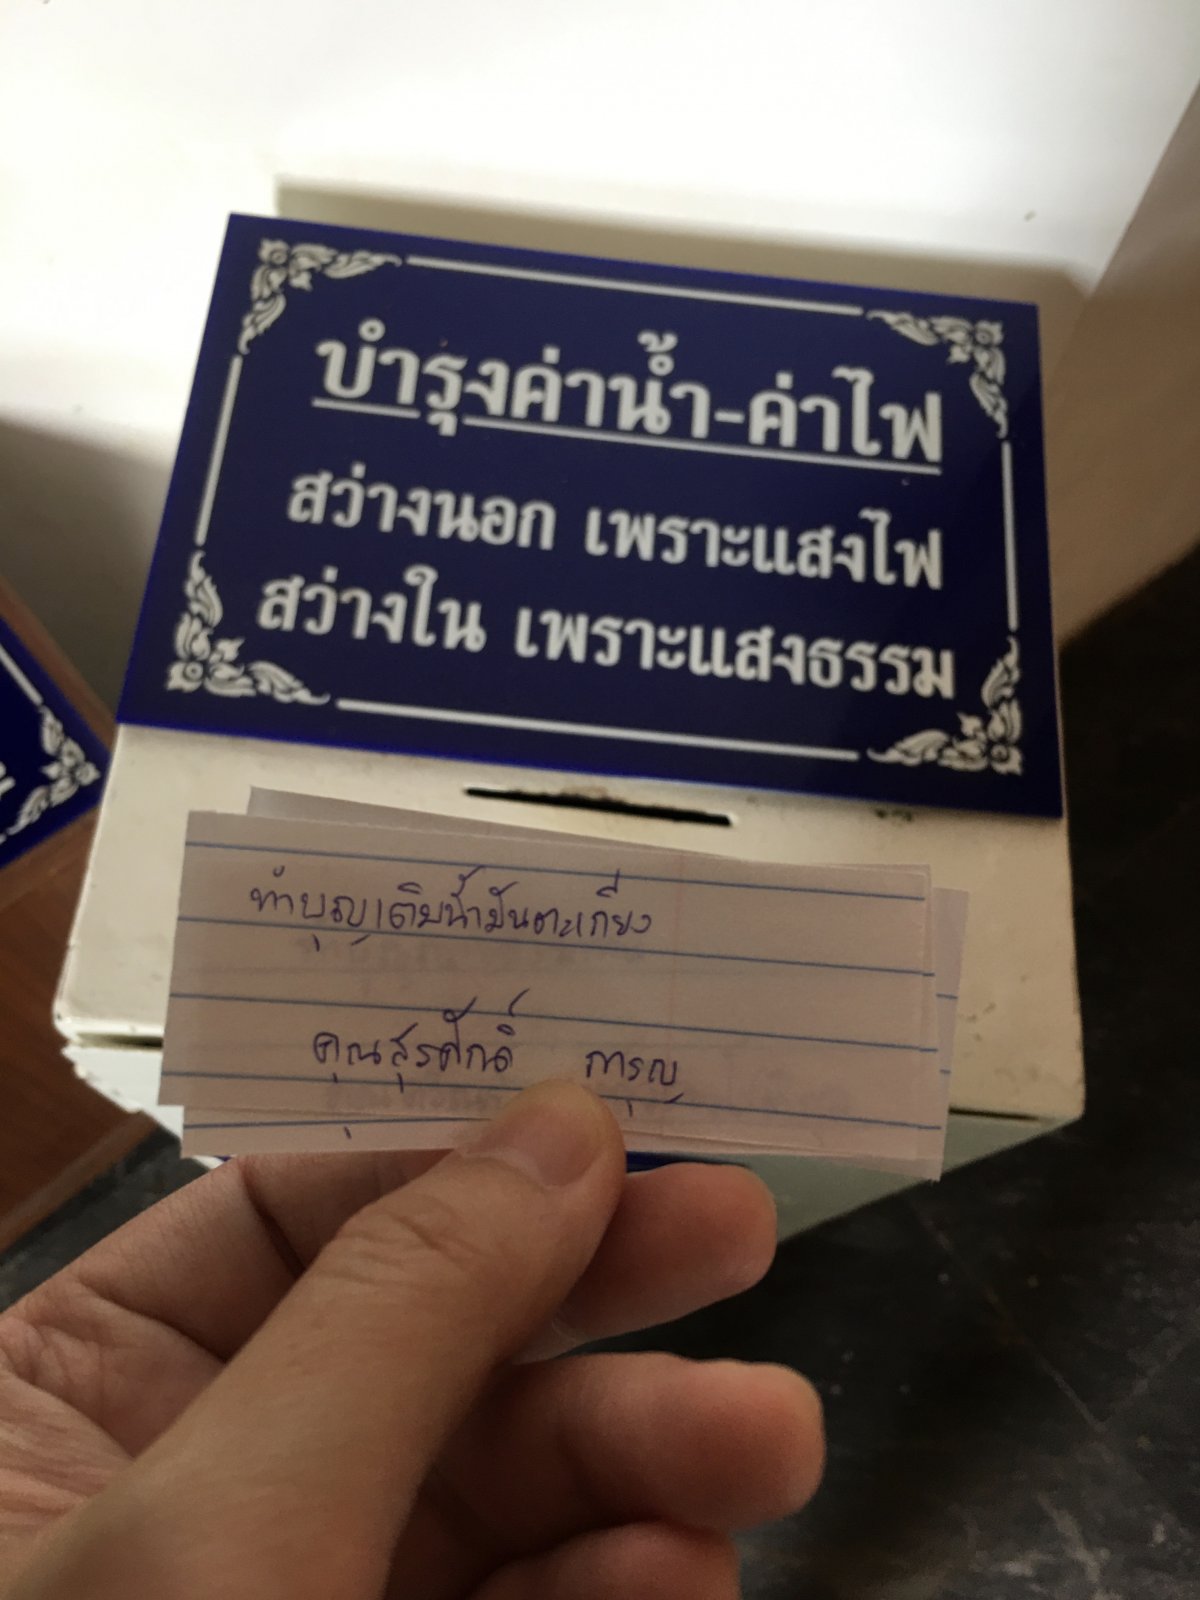 บำรุงค่าน้ำ-ค่าไฟ
สว่างนอก เพราะแสงไฟ
สว่างใน เพราะแสงธรรม
ทำบุญเติมน้ำมันตะเกียง
คุณสุรศักดิ์ การุญ